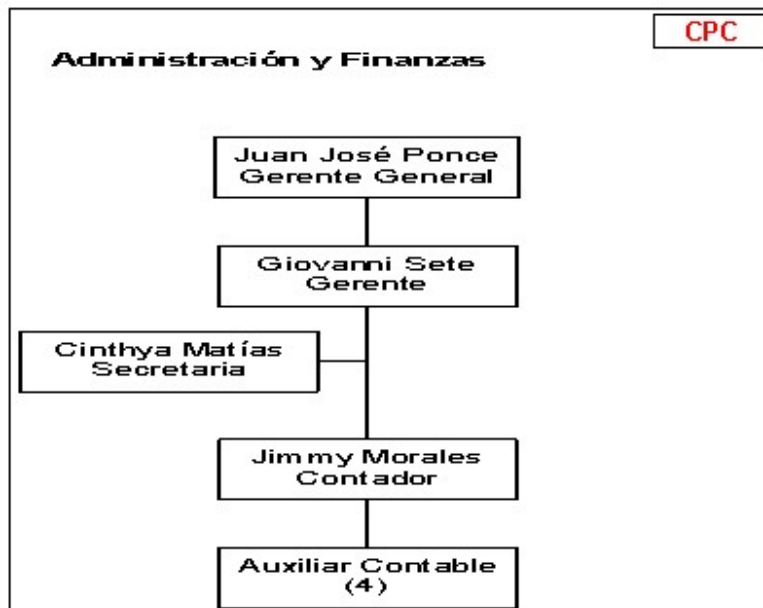 CPC
Administración y Finanzas
Juan José Ponce
Gerente General
Giovanni Sete
Gerente
Cinthya Matías
Secretaria
Jimmy Morales
Contador
Auxiliar Contable
(4)